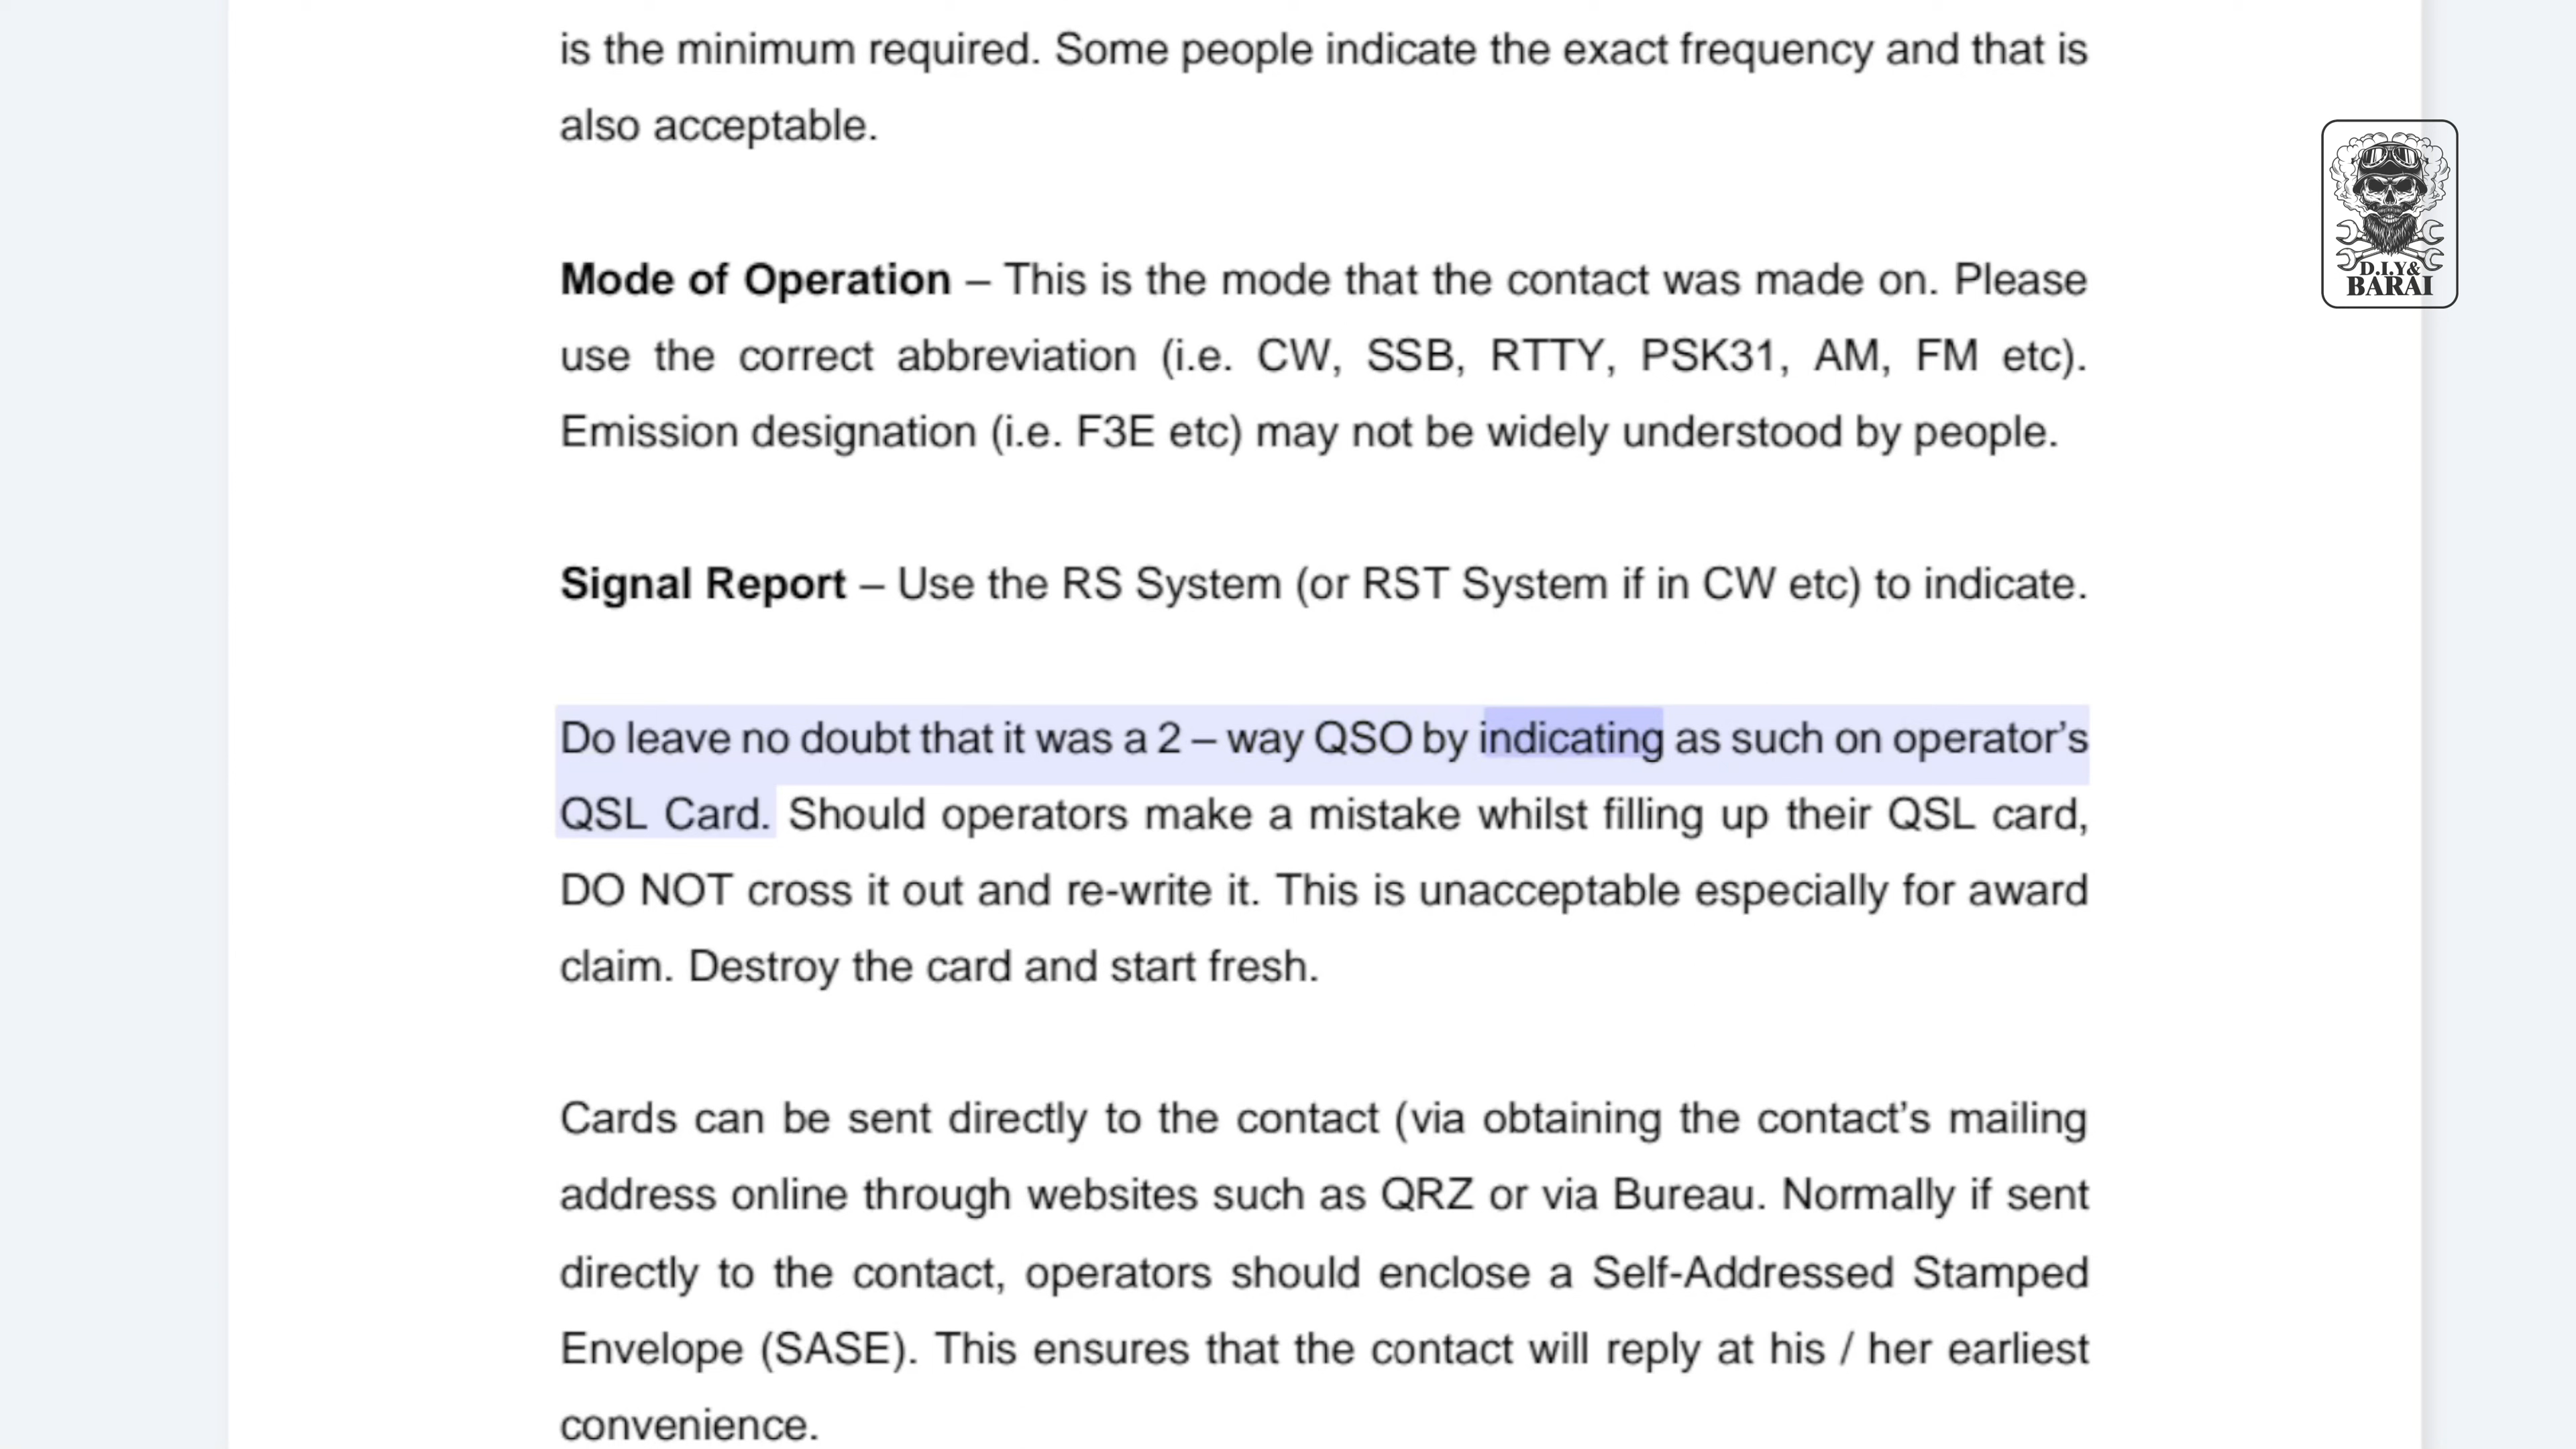 is the minimum required. Some people indicate the exact frequency and that is
also acceptable.
Mode of Operation – This is the mode that the contact was made on. Please
use the correct abbreviation (i.e. CW, SSB, RTTY, PSK31, AM, FM etc).
Emission designation (i.e. F3E etc) may not be widely understood by people.
Signal Report – Use the RS System (or RST System if in CW etc) to indicate.
Do leave no doubt that it was a 2 – way QSO by indicating as such on operator’s
QSL Card. Should operators make a mistake whilst filling up their QSL card,
DO NOT cross it out and re-write it. This is unacceptable especially for award
claim. Destroy the card and start fresh.
Cards can be sent directly to the contact (via obtaining the contact’s mailing
address online through websites such as QRZ or via Bureau. Normally if sent
directly to the contact, operators should enclose a Self-Addressed Stamped
Envelope (SASE). This ensures that the contact will reply at his / her earliest
convenience.
D.I.Y&
BARAI